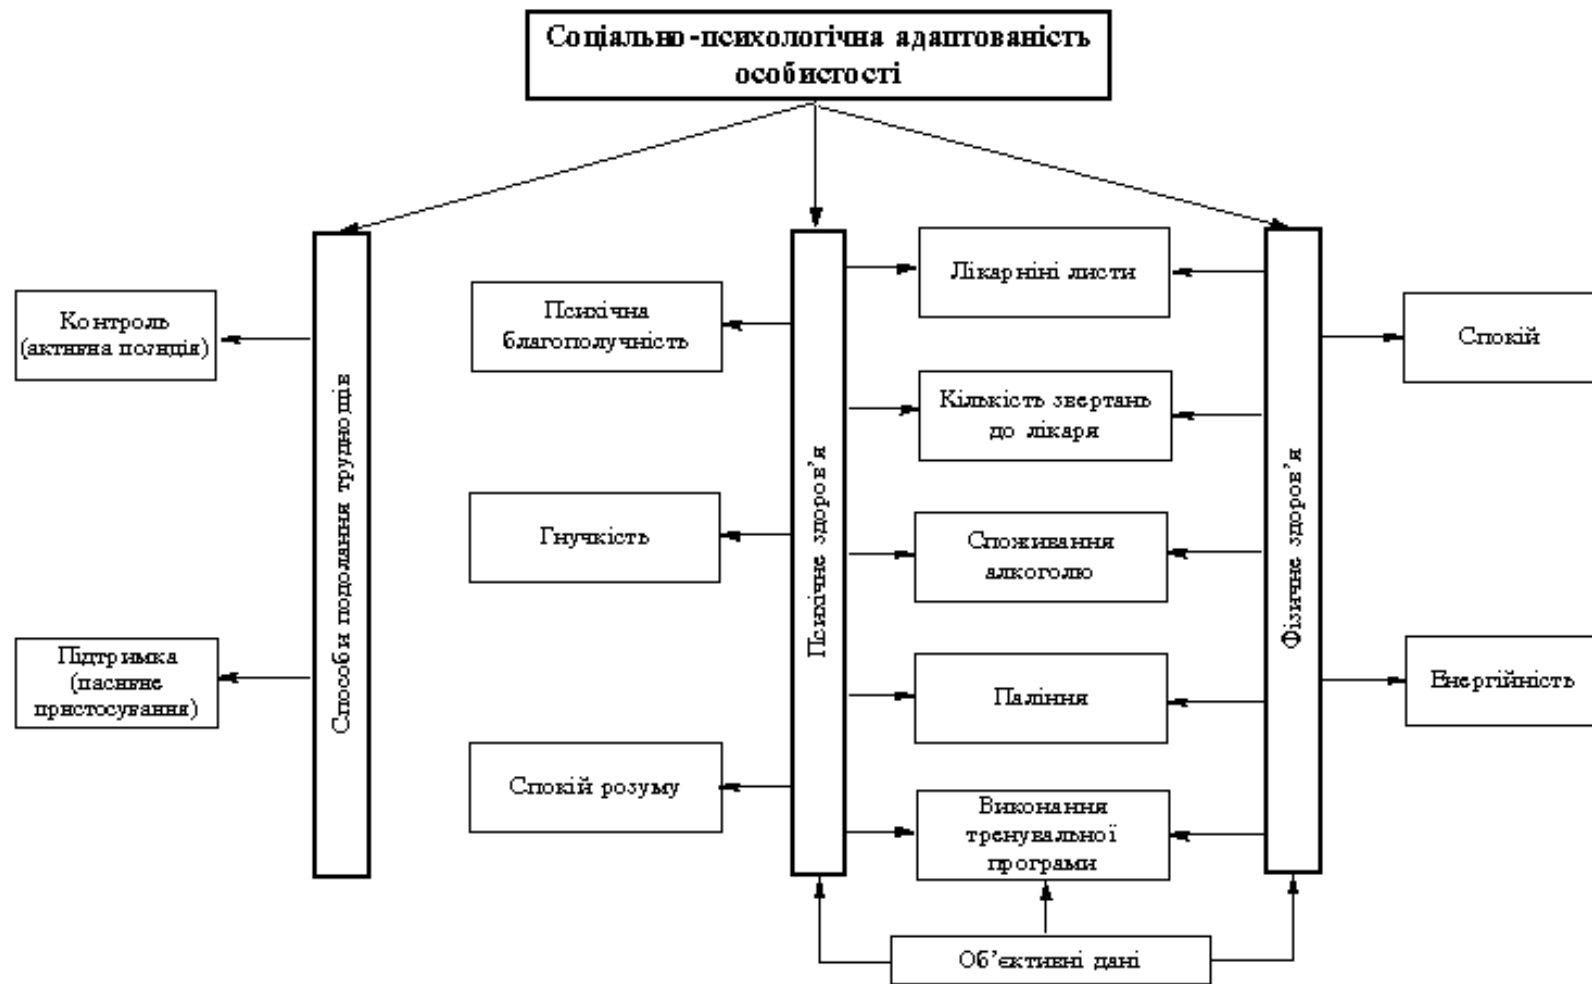 Соціально-психологічна адаптованість
особистості
Контроль
(активна позиція)
Підтримка
(пасивне
пристосування)
Способи подолання труднощів
Психічна
благополучність
Гнучкість
Спокій розуму
Психічне здоров'я
Лікарніні листи
Кількість звертань
до лікаря
Споживання
алкоголю
Паління
Виконання
тренувальної
програми
Об'єктивні дані
Фізичне здоров'я
Спокій
Енергійність